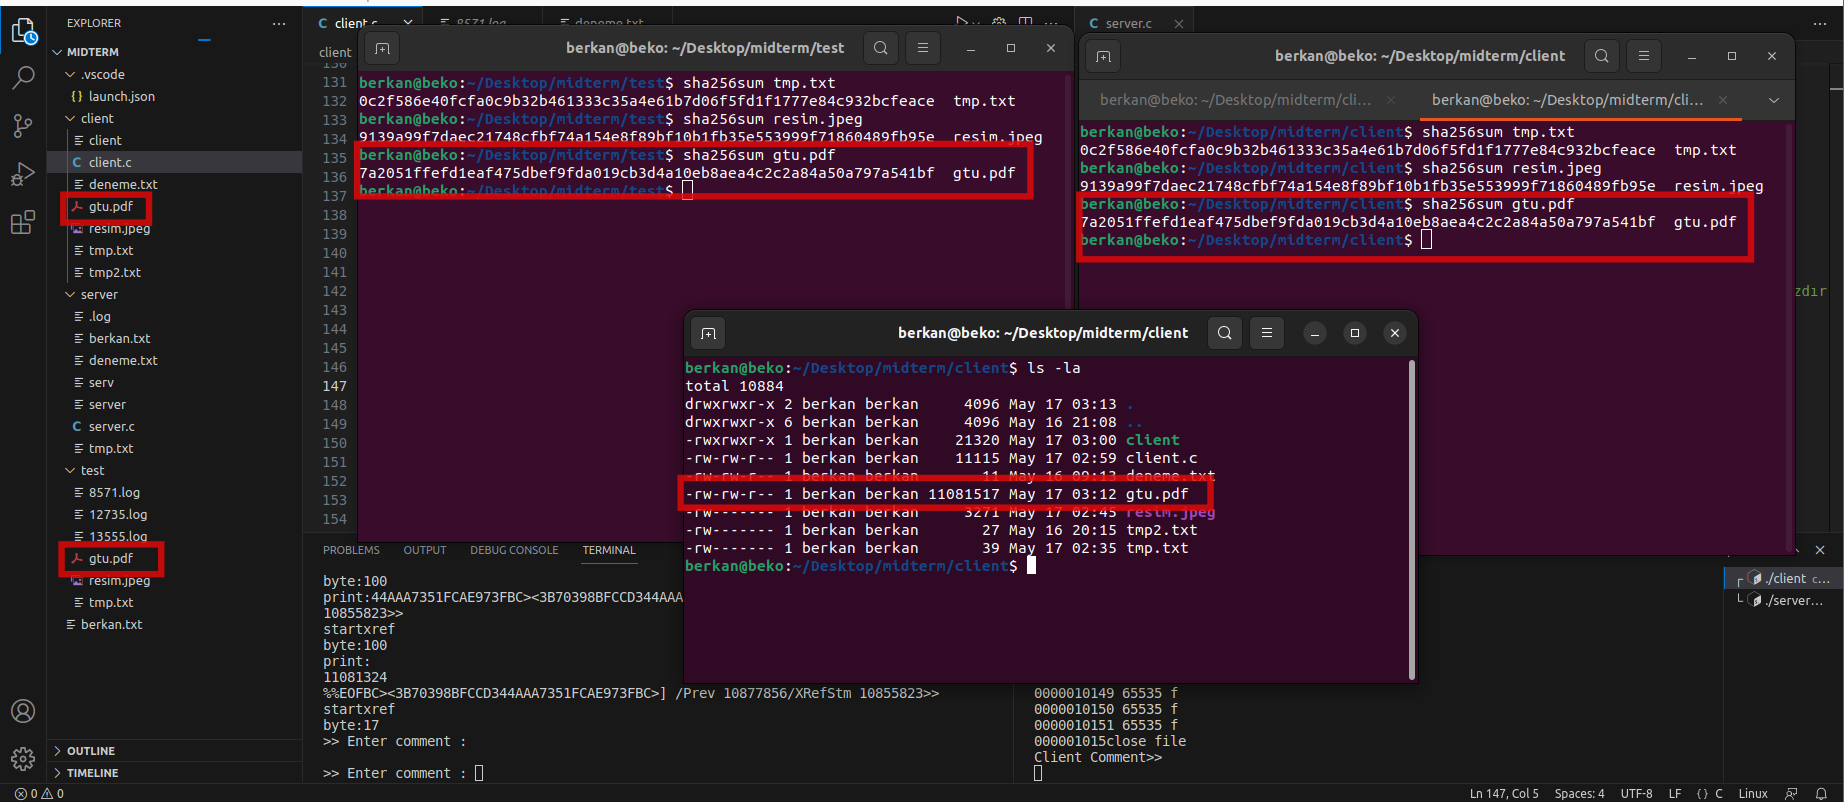 EXPLORER
MIDTERM
.vscode
launch.json
client
client
client.c
deneme.txt
gtu.pdf
resim.jpeg
tmp.txt
tmp2.txt
server
.log
berkan.txt
deneme.txt
serv
server
server.c
tmp.txt
test
8571.log
12735.log
13555.log
gtu.pdf
resim.jpeg
tmp.txt
berkan.txt
OUTLINE
TIMELINE
client.c
8571.log
deneme.txt
server.c
client
130
131
132
133
134
135
136
137
138
139
140
141
142
143
144
145
146
147
148
149
150
151
152
153
154
zdır
berkan@beko: ~/Desktop/midterm/test
berkan@beko:~/Desktop/midterm/test$ sha256sum tmp.txt
0c2f586e40fcfa0c9b32b461333c35a4e61b7d06f5fd1f1777e84c932bcfeace  tmp.txt
berkan@beko:~/Desktop/midterm/test$ sha256sum resim.jpeg
9139a99f7daec21748cfbf74a154e8f89bf10b1fb35e553999f71860489fb95e  resim.jpeg
berkan@beko:~/Desktop/midterm/test$ sha256sum gtu.pdf
7a2051ffefd1eaf475dbef9fda019cb3d4a10eb8aea4c2c2a84a50a797a541bf  gtu.pdf
berkan@beko:~/Desktop/midterm/test$
berkan@beko: ~/Desktop/midterm/client
berkan@beko: ~/Desktop/midterm/cli...
berkan@beko: ~/Desktop/midterm/cli...
berkan@beko:~/Desktop/midterm/client$ sha256sum tmp.txt
0c2f586e40fcfa0c9b32b461333c35a4e61b7d06f5fd1f1777e84c932bcfeace  tmp.txt
berkan@beko:~/Desktop/midterm/client$ sha256sum resim.jpeg
9139a99f7daec21748cfbf74a154e8f89bf10b1fb35e553999f71860489fb95e  resim.jpeg
berkan@beko:~/Desktop/midterm/client$ sha256sum gtu.pdf
7a2051ffefd1eaf475dbef9fda019cb3d4a10eb8aea4c2c2a84a50a797a541bf  gtu.pdf
berkan@beko:~/Desktop/midterm/client$
berkan@beko: ~/Desktop/midterm/client
berkan@beko:~/Desktop/midterm/client$ ls -la
total 10884
drwxrwxr-x 2 berkan berkan     4096 May 17 03:13 .
drwxrwxr-x 6 berkan berkan     4096 May 16 21:08 ..
-rwxrwxr-x 1 berkan berkan    21320 May 17 03:00 client
-rw-rw-r-- 1 berkan berkan    11115 May 17 02:59 client.c
-rw-rw-r-- 1 berkan berkan       11 May 16 09:13 deneme.txt
-rw-rw-r-- 1 berkan berkan 11081517 May 17 03:12 gtu.pdf
-rw------- 1 berkan berkan     3271 May 17 02:45 resim.jpeg
-rw------- 1 berkan berkan       27 May 16 20:15 tmp2.txt
-rw------- 1 berkan berkan       39 May 17 02:35 tmp.txt
berkan@beko:~/Desktop/midterm/client$
PROBLEMS OUTPUT DEBUG CONSOLE TERMINAL
byte:100
print:44AAA7351FCAE973FBC><3B70398BFCCD344AAA
10855823>>
startxref
byte:100
print:
11081324
%%EOFBC><3B70398BFCCD344AAA7351FCAE973FBC>] /Prev 10877856/XRefStm 10855823>>
startxref
byte:17
>> Enter comment :
>> Enter comment :
0000010149 65535 f
0000010150 65535 f
0000010151 65535 f
000001015close file
Client Comment>>
./client c...
./server...
0 0
Ln 147, Col 5 Spaces: 4 UTF-8 LF {} C Linux